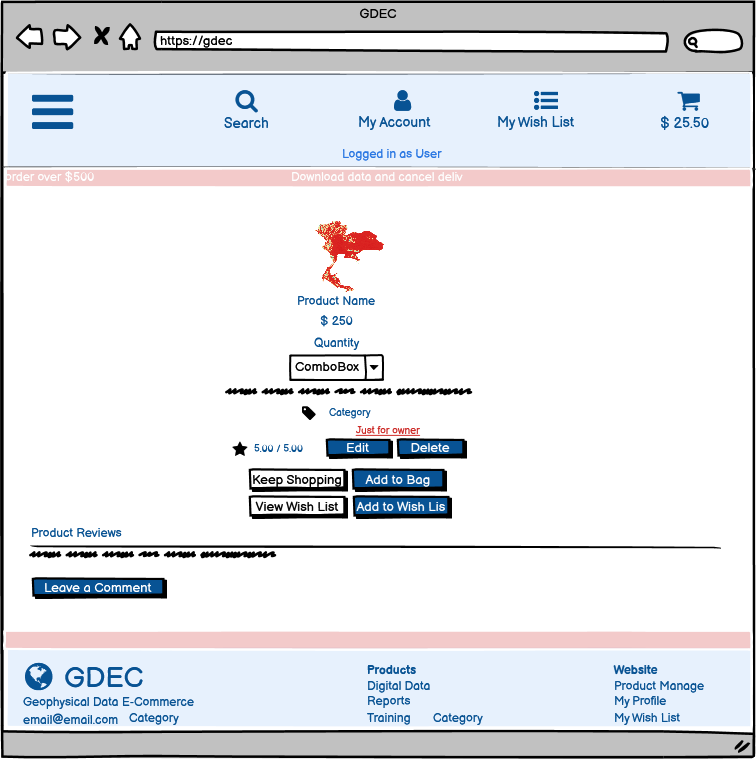 GDEC
https://gdec
Search
My Account
My Wish List
$ 25.50
Logged in as User
order over $500 Download data and cancel deliv
Product Name
$ 250
Quantity
ComboBox
Category
Just for owner
5.00 / 5.00
Edit
Delete
Keep Shopping
Add to Bag
View Wish List
Add to Wish Lis
Product Reviews
Leave a Comment
GDEC
Geophysical Data E-Commerce
email@email.com Category
Products
Digital Data
Reports
Training Category
Website
Product Manage
My Profile
My Wish List